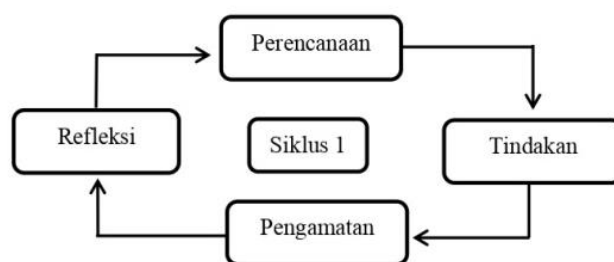 Perencanaan
Refleksi
Siklus 1
Tindakan
Pengamatan